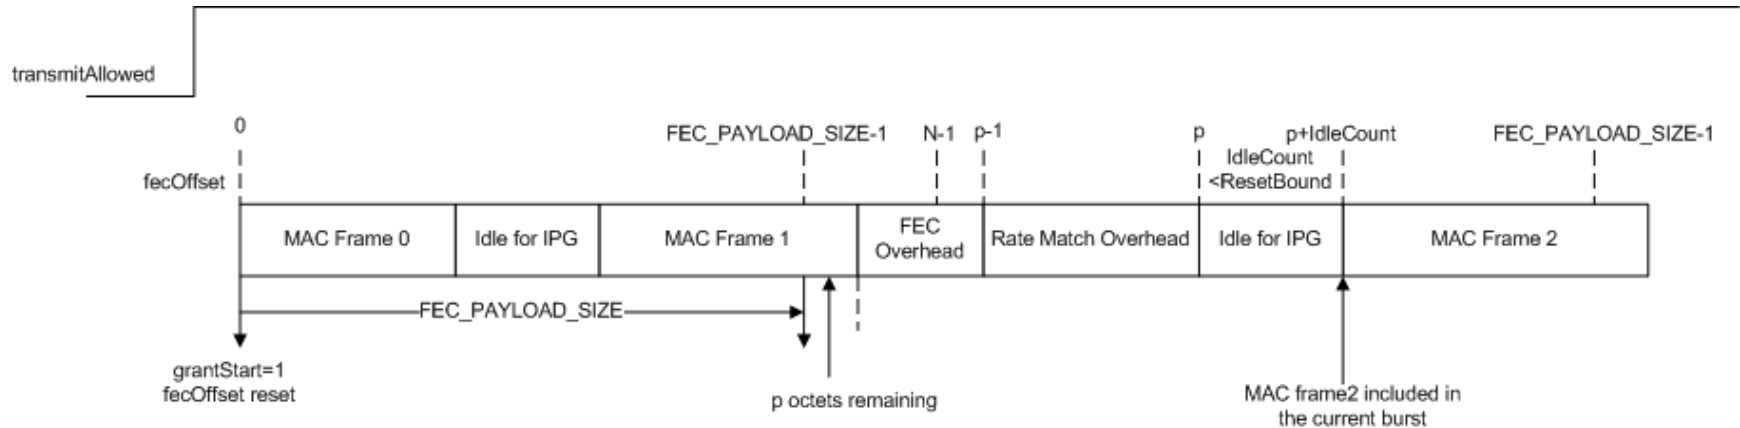 transmitAllowed
0
FEC_PAYLOAD_SIZE-1
N-1
p-1
p
p+IdleCount
FEC_PAYLOAD_SIZE-1
IdleCount
<ResetBound
fecOffset
MAC Frame 0
Idle for IPG
MAC Frame 1
FEC
Overhead
Rate Match Overhead
Idle for IPG
MAC Frame 2
FEC_PAYLOAD_SIZE
grantStart=1
fecOffset reset
p octets remaining
MAC frame2 included in
the current burst